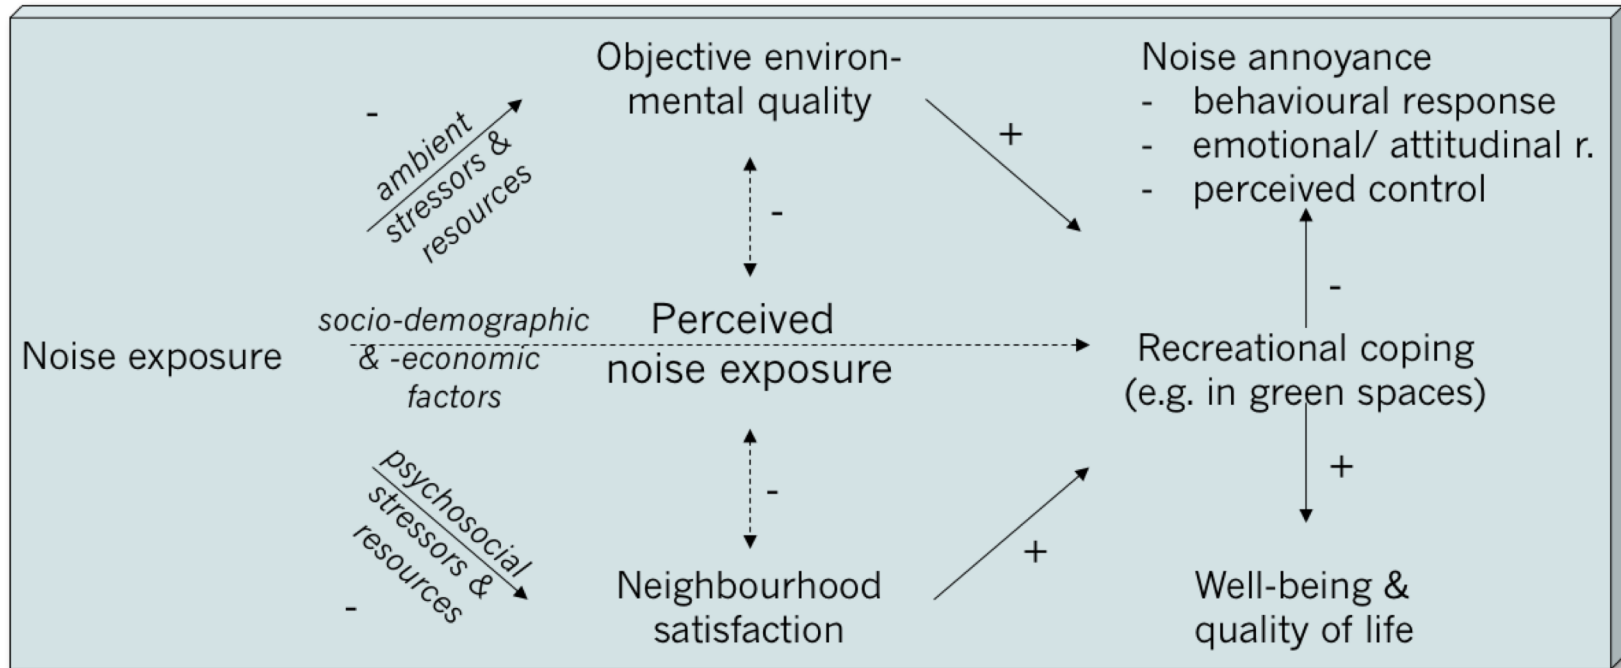 Objective environ-
mental quality
Noise annoyance
- behavioural response
- emotional/ attitudinal r.
- perceived control
-
ambient
stressors &
resources
+
-
-
Noise exposure
socio-demographic
& -economic
factors
Perceived
noise exposure
Recreational coping
(e.g. in green spaces)
psychosocial
stressors &
resources
-
-
+
+
Neighbourhood
satisfaction
Well-being &
quality of life